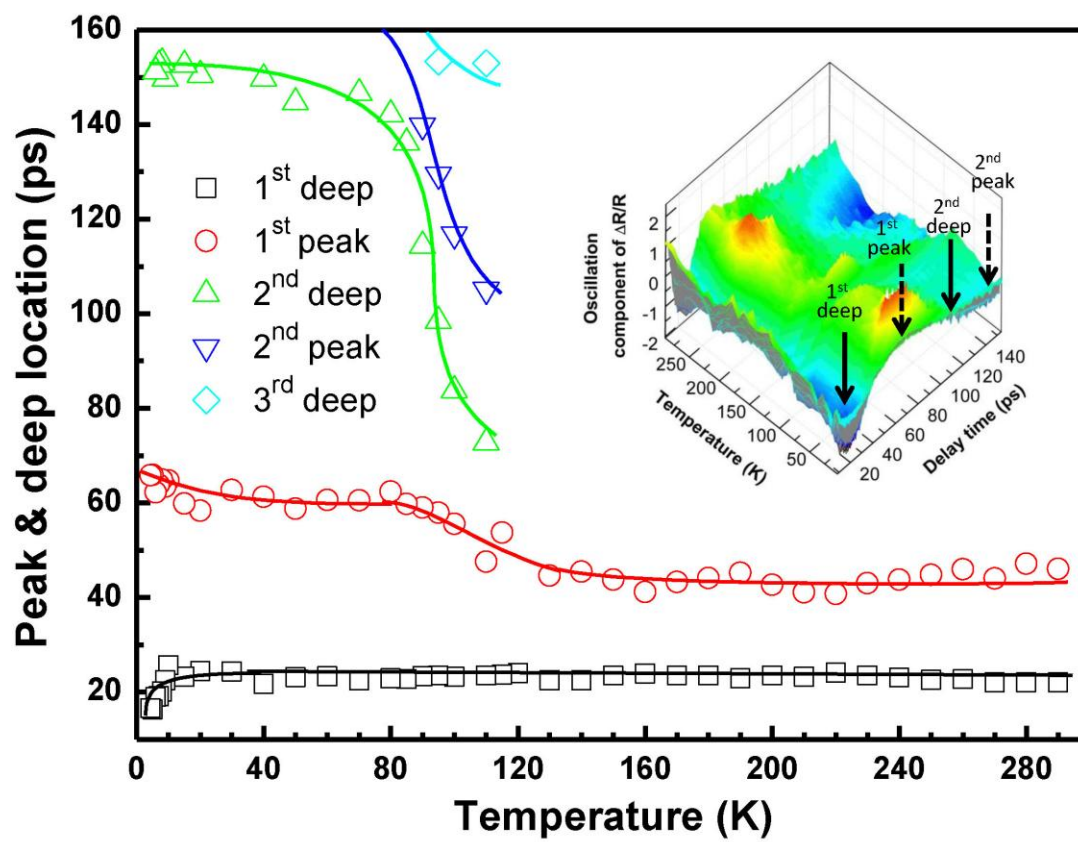 Peak & deep location (ps)
160
140
120
100
80
60
40
20
1st deep
1st peak
2nd deep
2nd peak
3rd deep
0
40
80
120
160
200
240
280
Temperature (K)
Oscillation
component of ΔR/R
2
2
1
0
-1
-2
250
200
150
100
50
Temperature (K)
20
40
60
80
100
120
140
Delay time (ps)
1st
deep
1st
peak
2nd
deep
2nd
peak